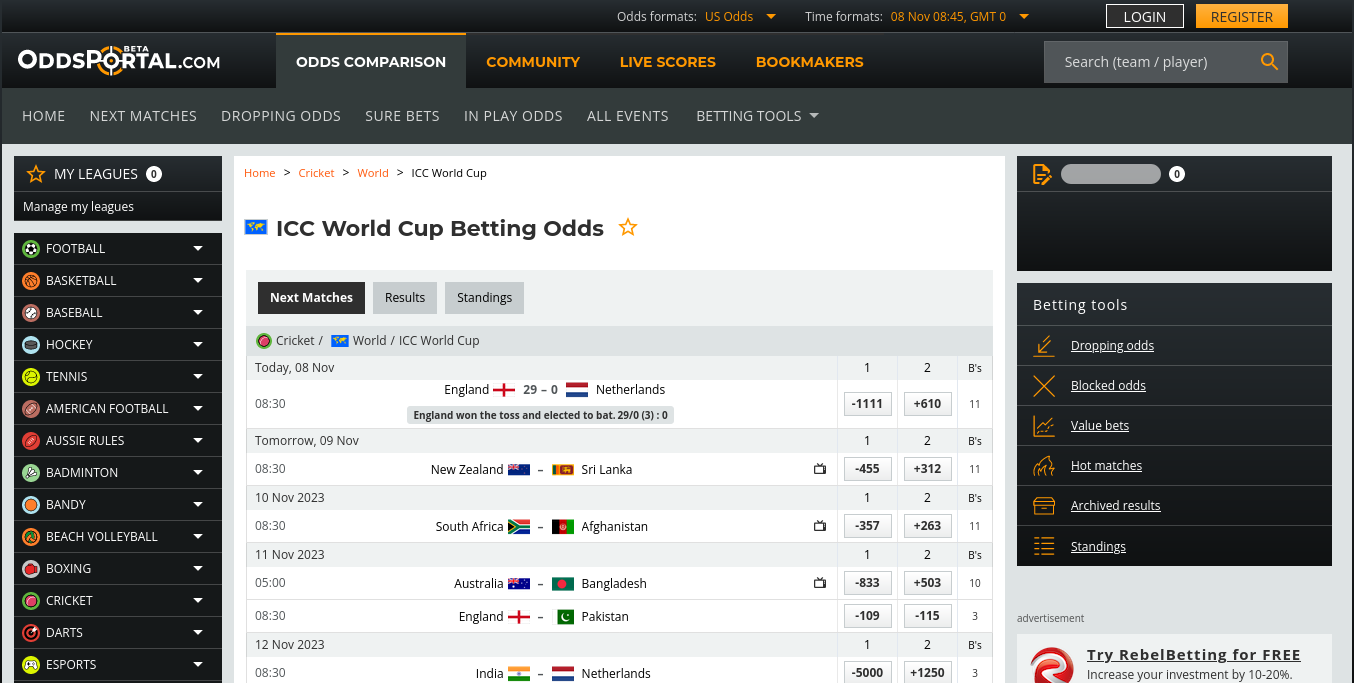 Odds formats: US Odds Time formats: 08 Nov 08:45, GMT 0 LOGIN REGISTER
ODDSPORTAL.COM BETA
ODDS COMPARISON COMMUNITY LIVE SCORES BOOKMAKERS Search (team / player)
HOME NEXT MATCHES DROPPING ODDS SURE BETS IN PLAY ODDS ALL EVENTS BETTING TOOLS
MY LEAGUES 0
Manage my leagues
FOOTBALL
BASKETBALL
BASEBALL
HOCKEY
TENNIS
AMERICAN FOOTBALL
AUSSIE RULES
BADMINTON
BANDY
BEACH VOLLEYBALL
BOXING
CRICKET
DARTS
ESPORTS
Home > Cricket > World > ICC World Cup
ICC World Cup Betting Odds
Next Matches Results Standings
Cricket / World / ICC World Cup
Today, 08 Nov 1 2 B's
08:30 England 29 – 0 Netherlands -1111 +610 11
England won the toss and elected to bat. 29/0 (3) : 0
Tomorrow, 09 Nov 1 2 B's
08:30 New Zealand – Sri Lanka -455 +312 11
10 Nov 2023 1 2 B's
08:30 South Africa – Afghanistan -357 +263 11
11 Nov 2023 1 2 B's
05:00 Australia – Bangladesh -833 +503 10
08:30 England – Pakistan -109 -115 3
12 Nov 2023 1 2 B's
08:30 India – Netherlands -5000 +1250 3
0
Betting tools
Dropping odds
Blocked odds
Value bets
Hot matches
Archived results
Standings
advertisement
Try RebelBetting for FREE
Increase your investment by 10-20%.